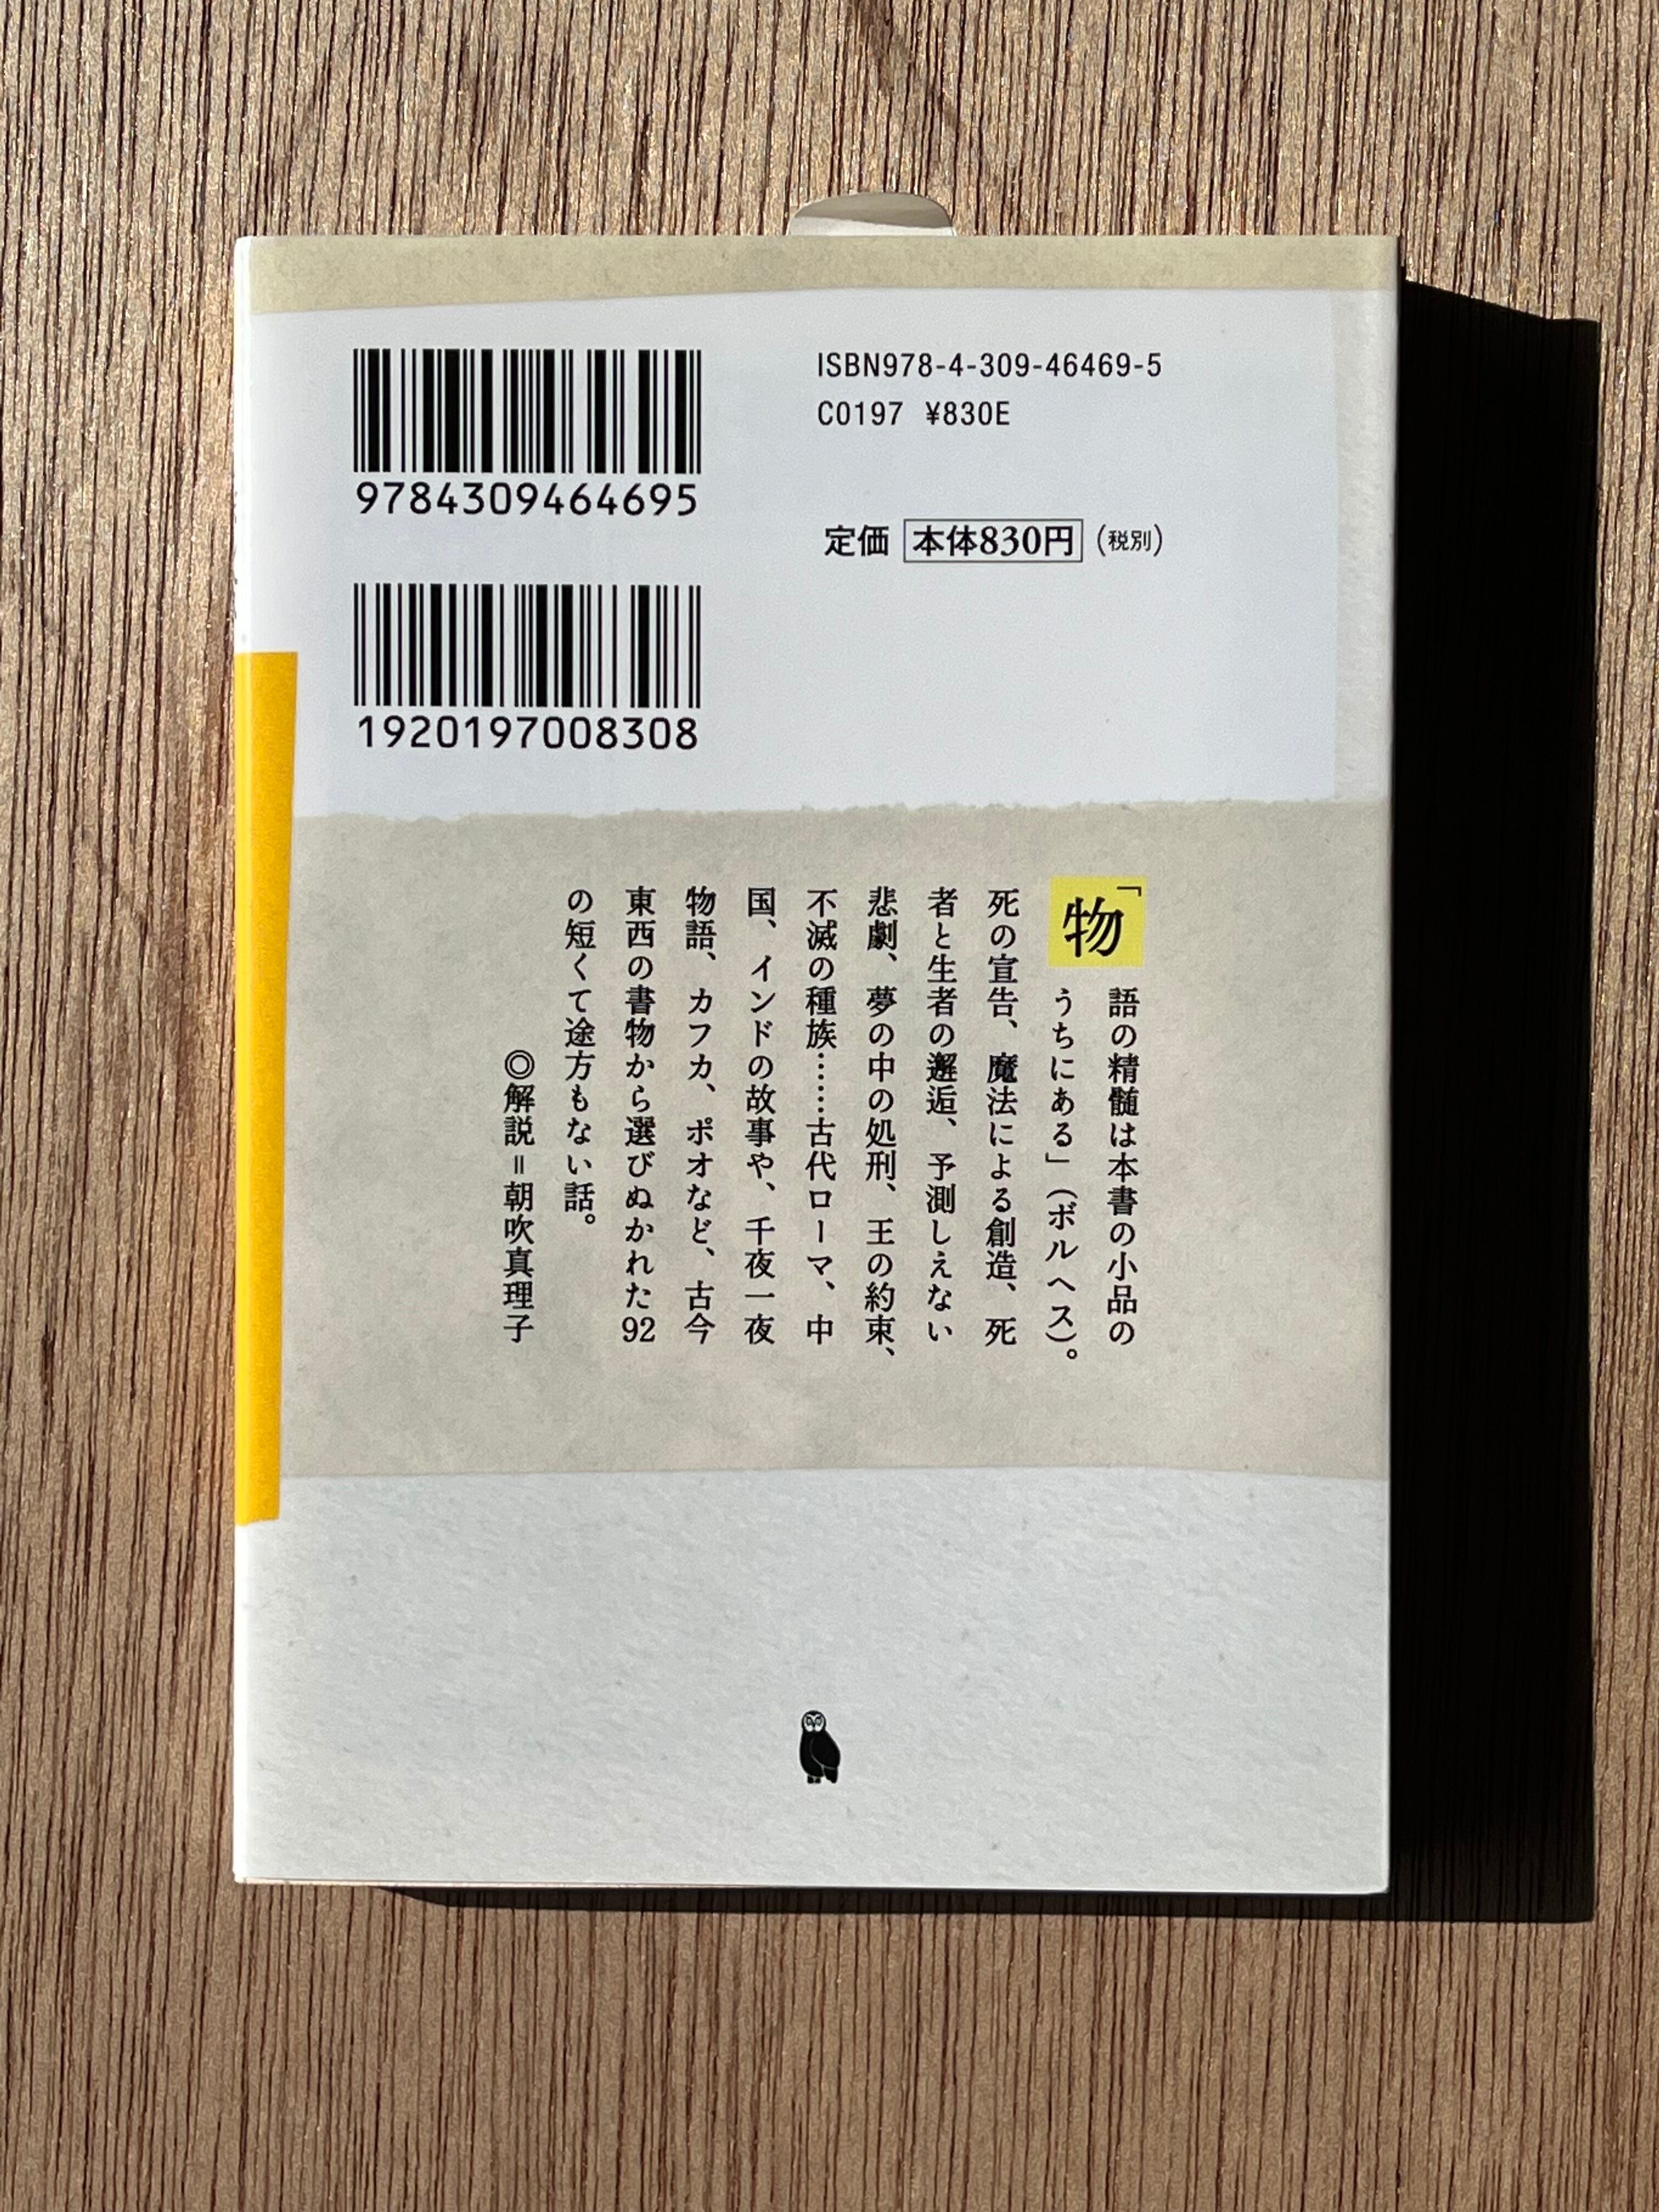 ISBN978-4-309-46469-5
C0197 ¥830E
9784309464695
定価 本体830円（税別）
1920197008308
「物語の精髄は本書の小品の
うちにある」（ボルヘス）。
死の宣告、魔法による創造、死
者と生者の邂逅、予測しえない
悲劇、夢の中の処刑、王の約束、
不滅の種族……古代ローマ、中
国、インドの故事や、千夜一夜
物語、カフカ、ポオなど、古今
東西の書物から選びぬかれた92
の短くて途方もない話。
◎解説＝朝吹真理子